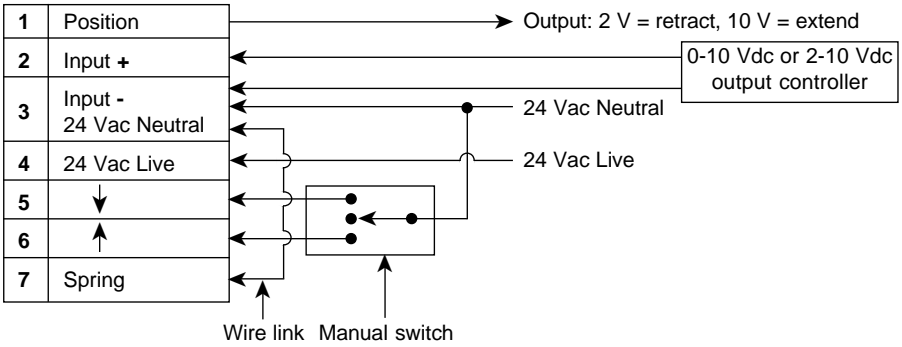 1 Position
Output: 2 V = retract, 10 V = extend
2 Input +
0-10 Vdc or 2-10 Vdc
output controller
3 Input -
24 Vac Neutral
24 Vac Neutral
4 24 Vac Live
24 Vac Live
5 ↓
6 ↑
7 Spring
Wire link
Manual switch